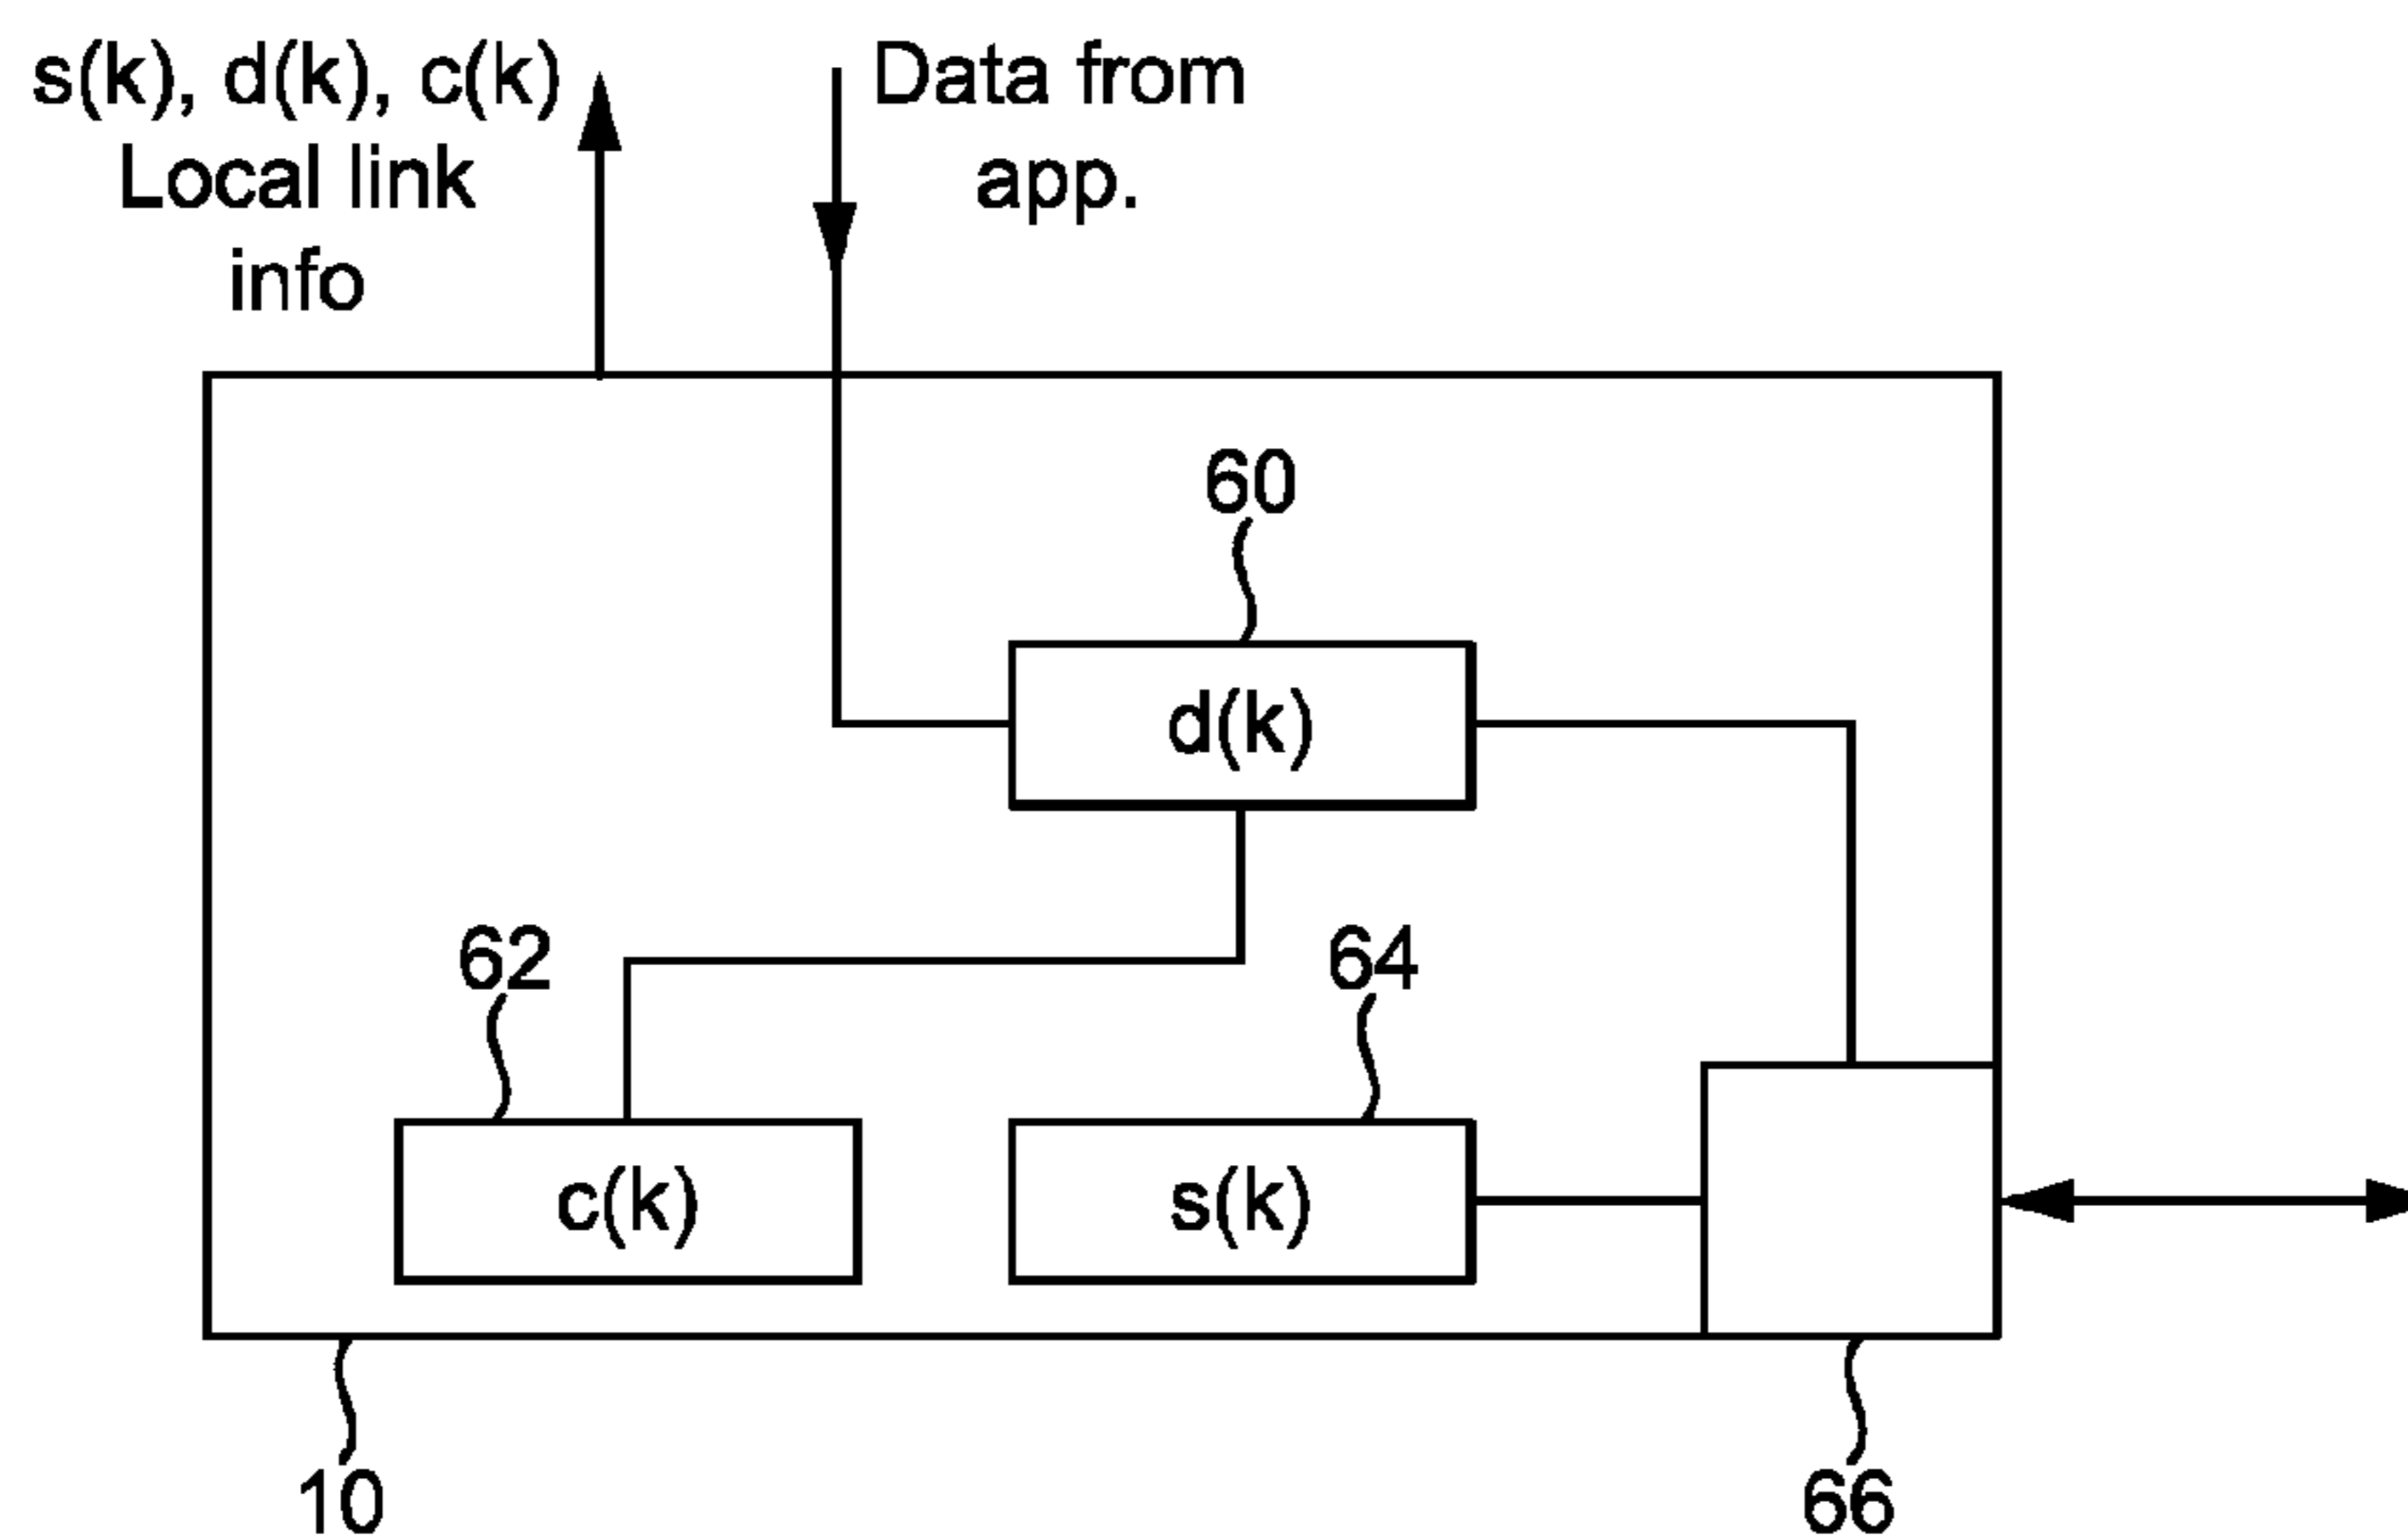 s(k), d(k), c(k)
Local link
info
Data from
app.
60
d(k)
62
64
c(k)
s(k)
10
66